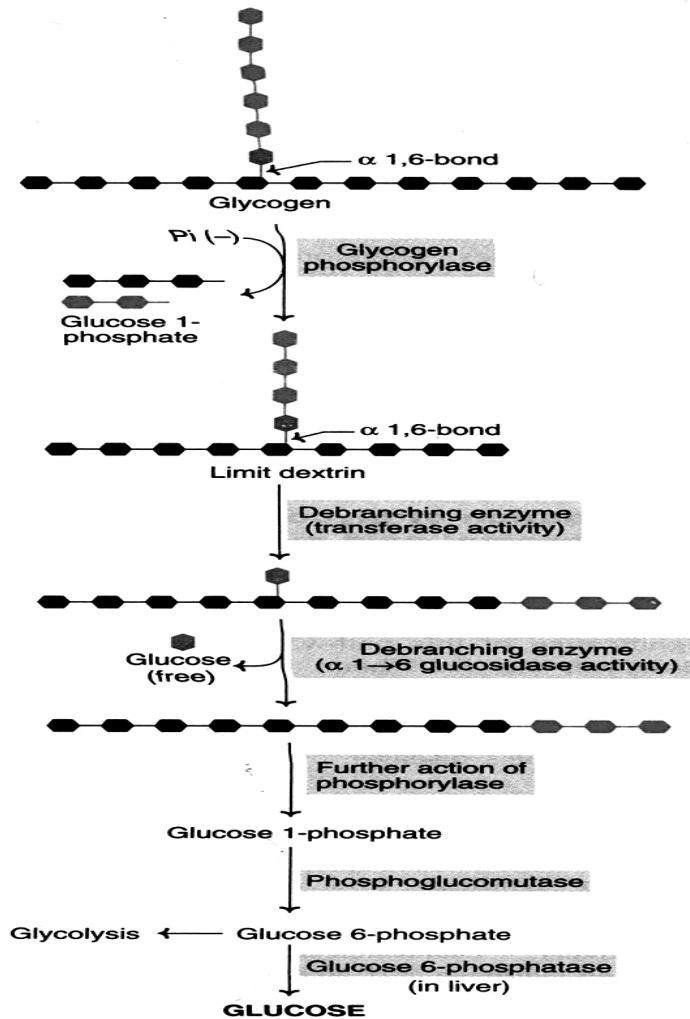 α 1,6-bond
Glycogen
Pi (−)
Glycogen
phosphorylase
Glucose 1-
phosphate
α 1,6-bond
Limit dextrin
Debranching enzyme
(transferase activity)
Glucose
(free)
Debranching enzyme
(α 1→6 glucosidase activity)
Further action of
phosphorylase
Glucose 1-phosphate
Phosphoglucomutase
Glycolysis
Glucose 6-phosphate
Glucose 6-phosphatase
(in liver)
GLUCOSE